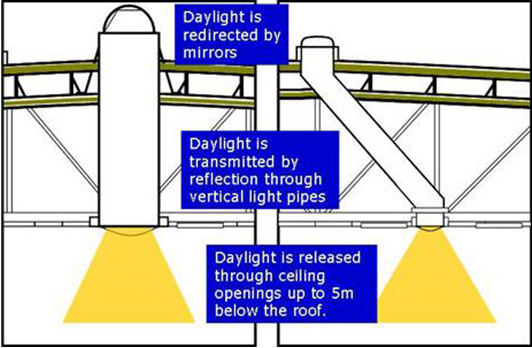 Daylight is
redirected by
mirrors
Daylight is
transmitted by
reflection through
vertical light pipes
Daylight is released
through ceiling
openings up to 5m
below the roof.